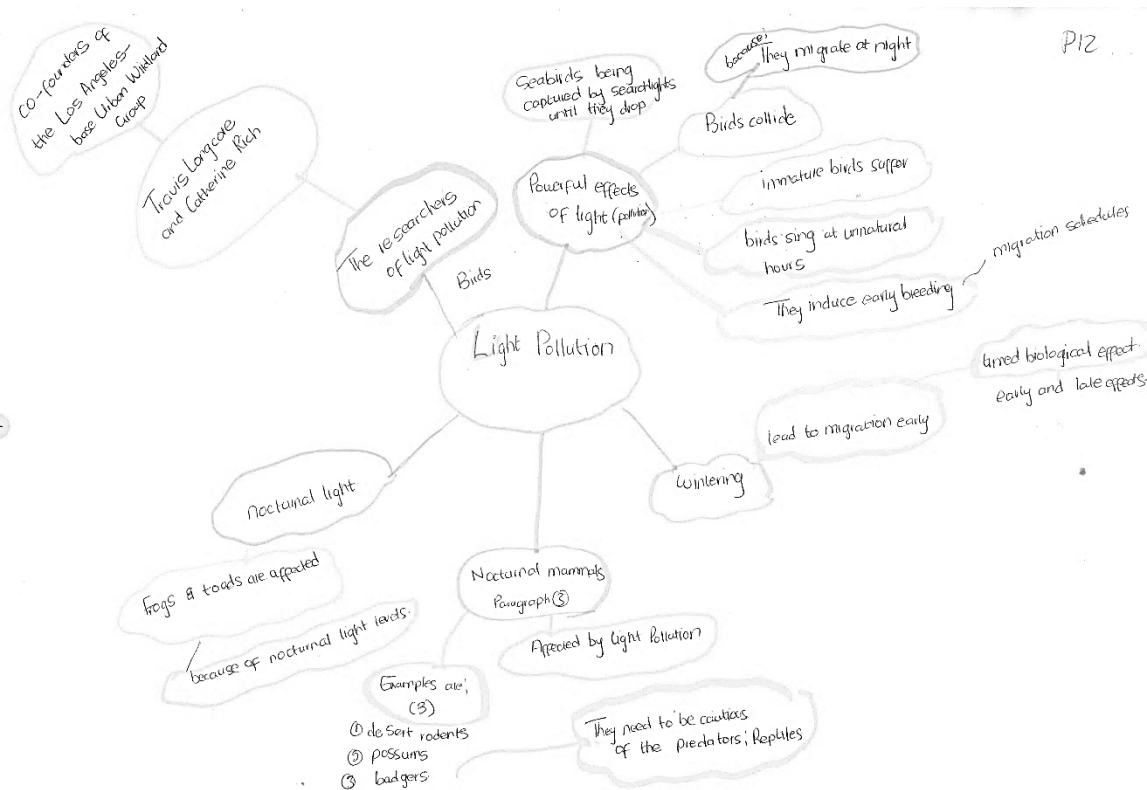 P12
co-founders of
the Los Angeles-
base Urban Wildland
Group
Travis Longcore
and Catherine Rich
The researchers
of light pollution
Birds
Seabirds being
captured by searchlights
until they drop
because;
They migrate at night
Birds collide
Powerful effects
of light (pollution)
immature birds suffer
birds sing at unnatural
hours
They induce early breeding
migration schedules
Light Pollution
timed biological effect.
early and late effects.
lead to migration early
Wintering
nocturnal light
Frogs & toads are affected
because of nocturnal light levels.
Nocturnal mammals
Paragraph ③
Affected by Light Pollution
Examples are;
(3)
① desert rodents
② possums
③ badgers
They need to be cautious
of the predators; Reptiles